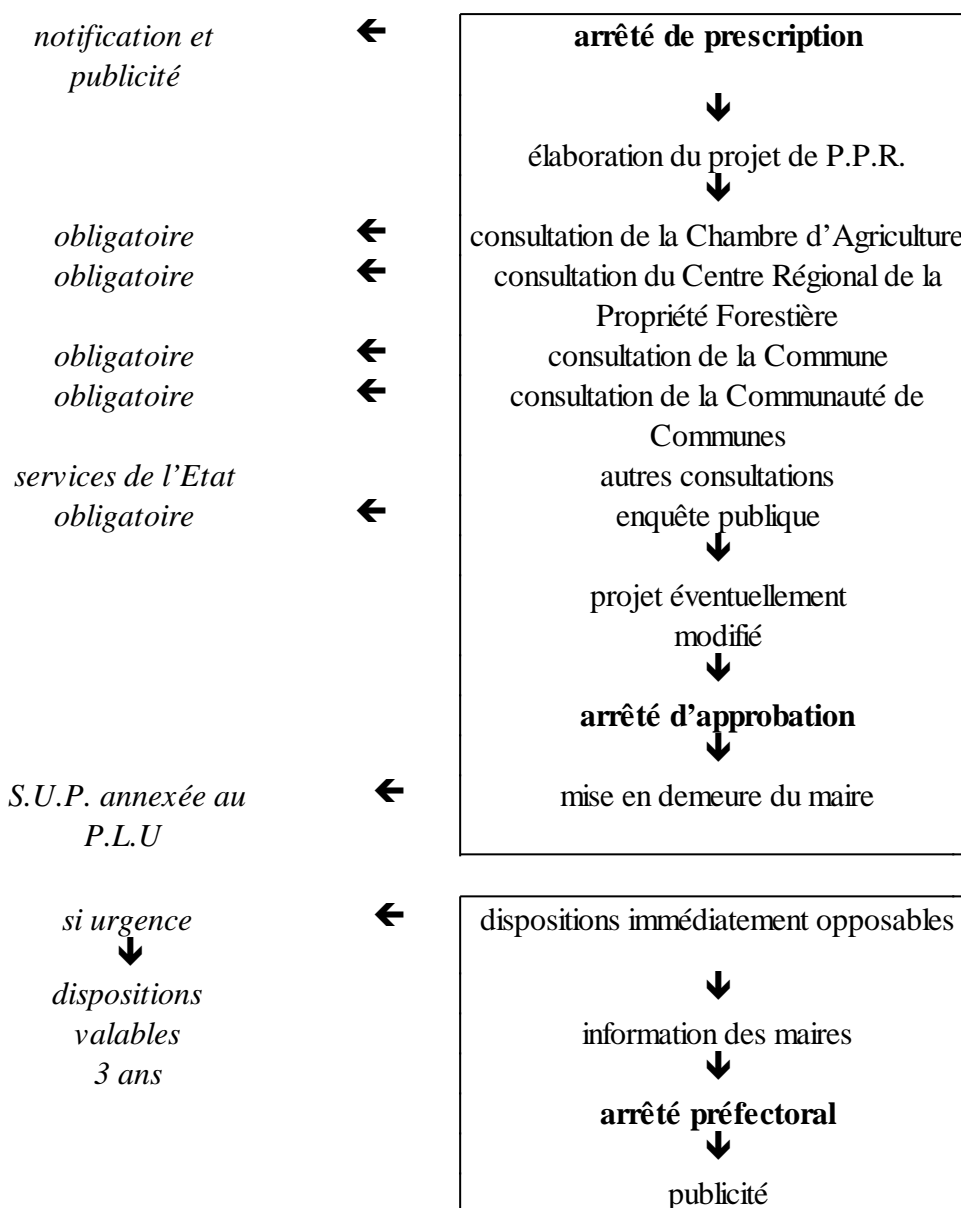 notification et arrêté de prescription
publicité
élaboration du projet de P.P.R.
obligatoire consultation de la Chambre d’Agriculture
obligatoire consultation du Centre Régional de la
Propriété Forestière
obligatoire consultation de la Commune
obligatoire consultation de la Communauté de
Communes
services de l’Etat autres consultations
obligatoire enquête publique
projet éventuellement
modifié
arrêté d’approbation
S.U.P. annexée au mise en demeure du maire
P.L.U
si urgence dispositions immédiatement opposables
dispositions
valables information des maires
3 ans
arrêté préfectoral
publicité